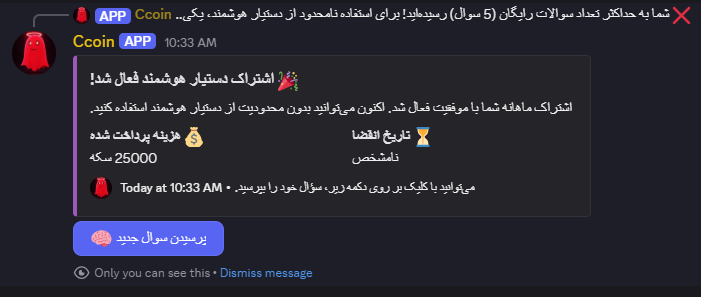 Ccoin APP شما به حداکثر تعداد سوالات رایگان (5 سوال) رسیده‌اید! برای استفاده نامحدود از دستیار هوشمند، یکی..
Ccoin APP 10:33 AM
اشتراک دستیار هوشمند فعال شد!
اشتراک ماهانه شما با موفقیت فعال شد. اکنون می‌توانید بدون محدودیت از دستیار هوشمند استفاده کنید.
تاریخ انقضا
نامشخص
هزینه پرداخت شده
25000 سکه
می‌توانید با کلیک بر روی دکمه زیر، سؤال خود را بپرسید. • Today at 10:33 AM
پرسیدن سوال جدید
Only you can see this • Dismiss message